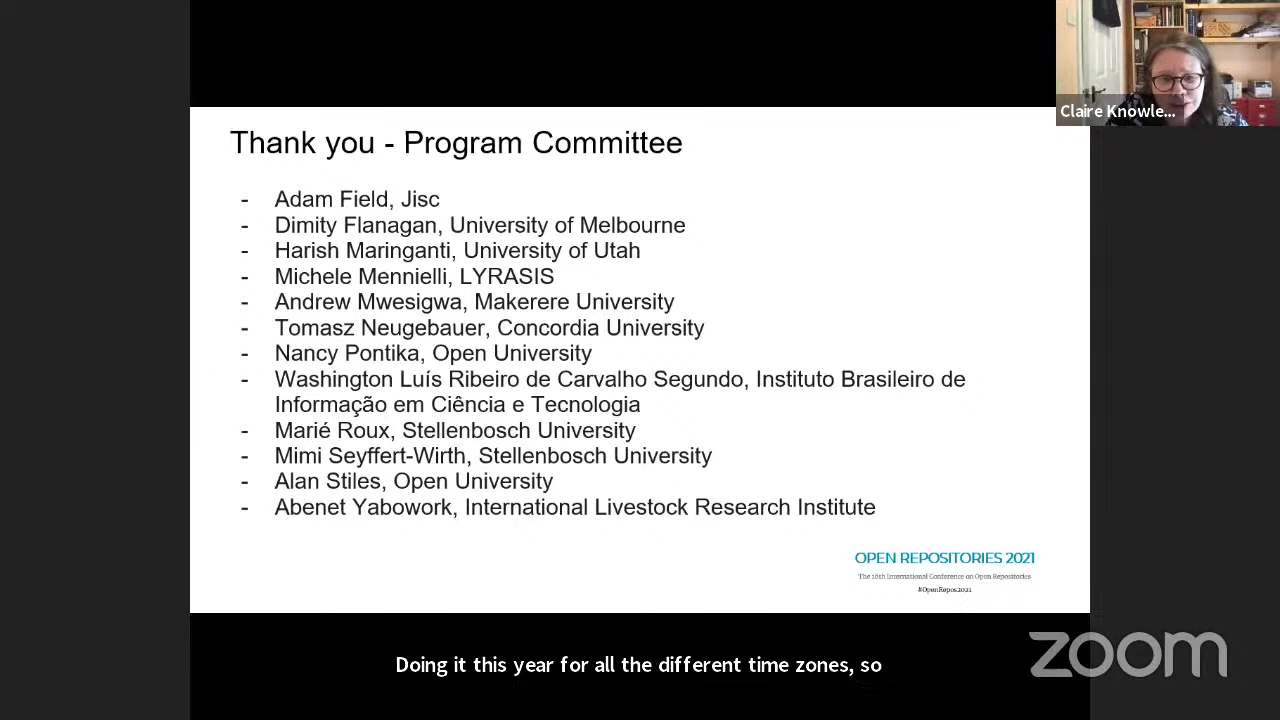 Claire Knowle...
Thank you - Program Committee
- Adam Field, Jisc
- Dimity Flanagan, University of Melbourne
- Harish Maringanti, University of Utah
- Michele Mennielli, LYRASIS
- Andrew Mwesigwa, Makerere University
- Tomasz Neugebauer, Concordia University
- Nancy Pontika, Open University
- Washington Luís Ribeiro de Carvalho Segundo, Instituto Brasileiro de
Informação em Ciência e Tecnologia
- Marié Roux, Stellenbosch University
- Mimi Seyffert-Wirth, Stellenbosch University
- Alan Stiles, Open University
- Abenet Yabowork, International Livestock Research Institute
OPEN REPOSITORIES 2021
The 16th International Conference on Open Repositories
#OpenRepos2021
Doing it this year for all the different time zones, so
zoom